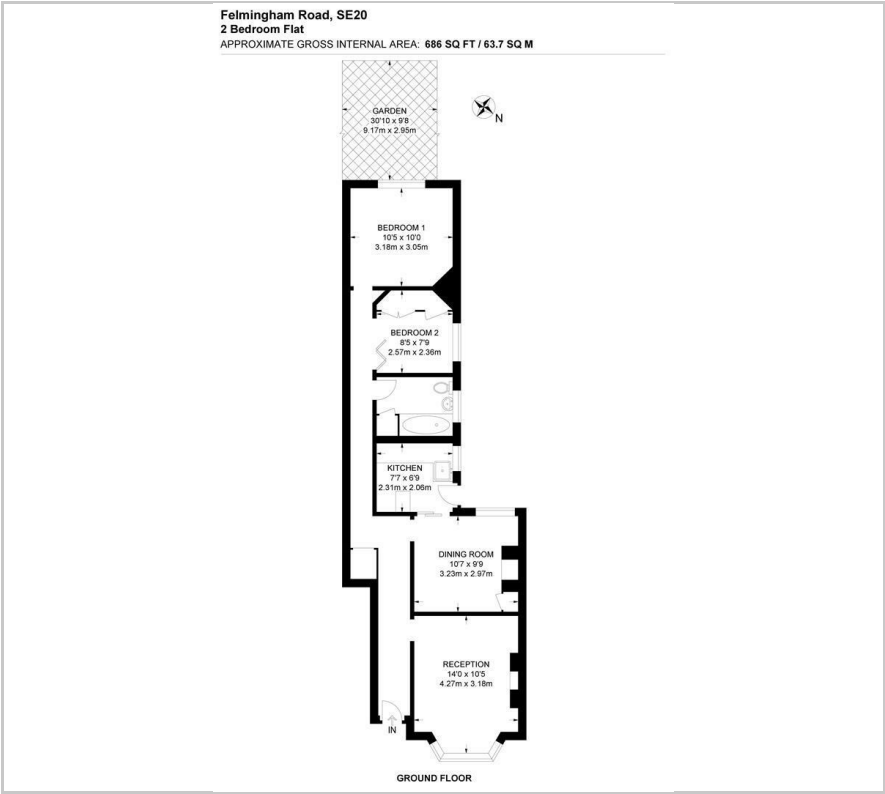 Felmingham Road, SE20
2 Bedroom Flat
APPROXIMATE GROSS INTERNAL AREA: 686 SQ FT / 63.7 SQ M
GARDEN
30'10 x 9'8
9.17m x 2.95m
N
BEDROOM 1
10'5 x 10'0
3.18m x 3.05m
BEDROOM 2
8'5 x 7'9
2.57m x 2.36m
KITCHEN
7'7 x 6'9
2.31m x 2.06m
DINING ROOM
10'7 x 9'9
3.23m x 2.97m
RECEPTION
14'0 x 10'5
4.27m x 3.18m
IN
GROUND FLOOR